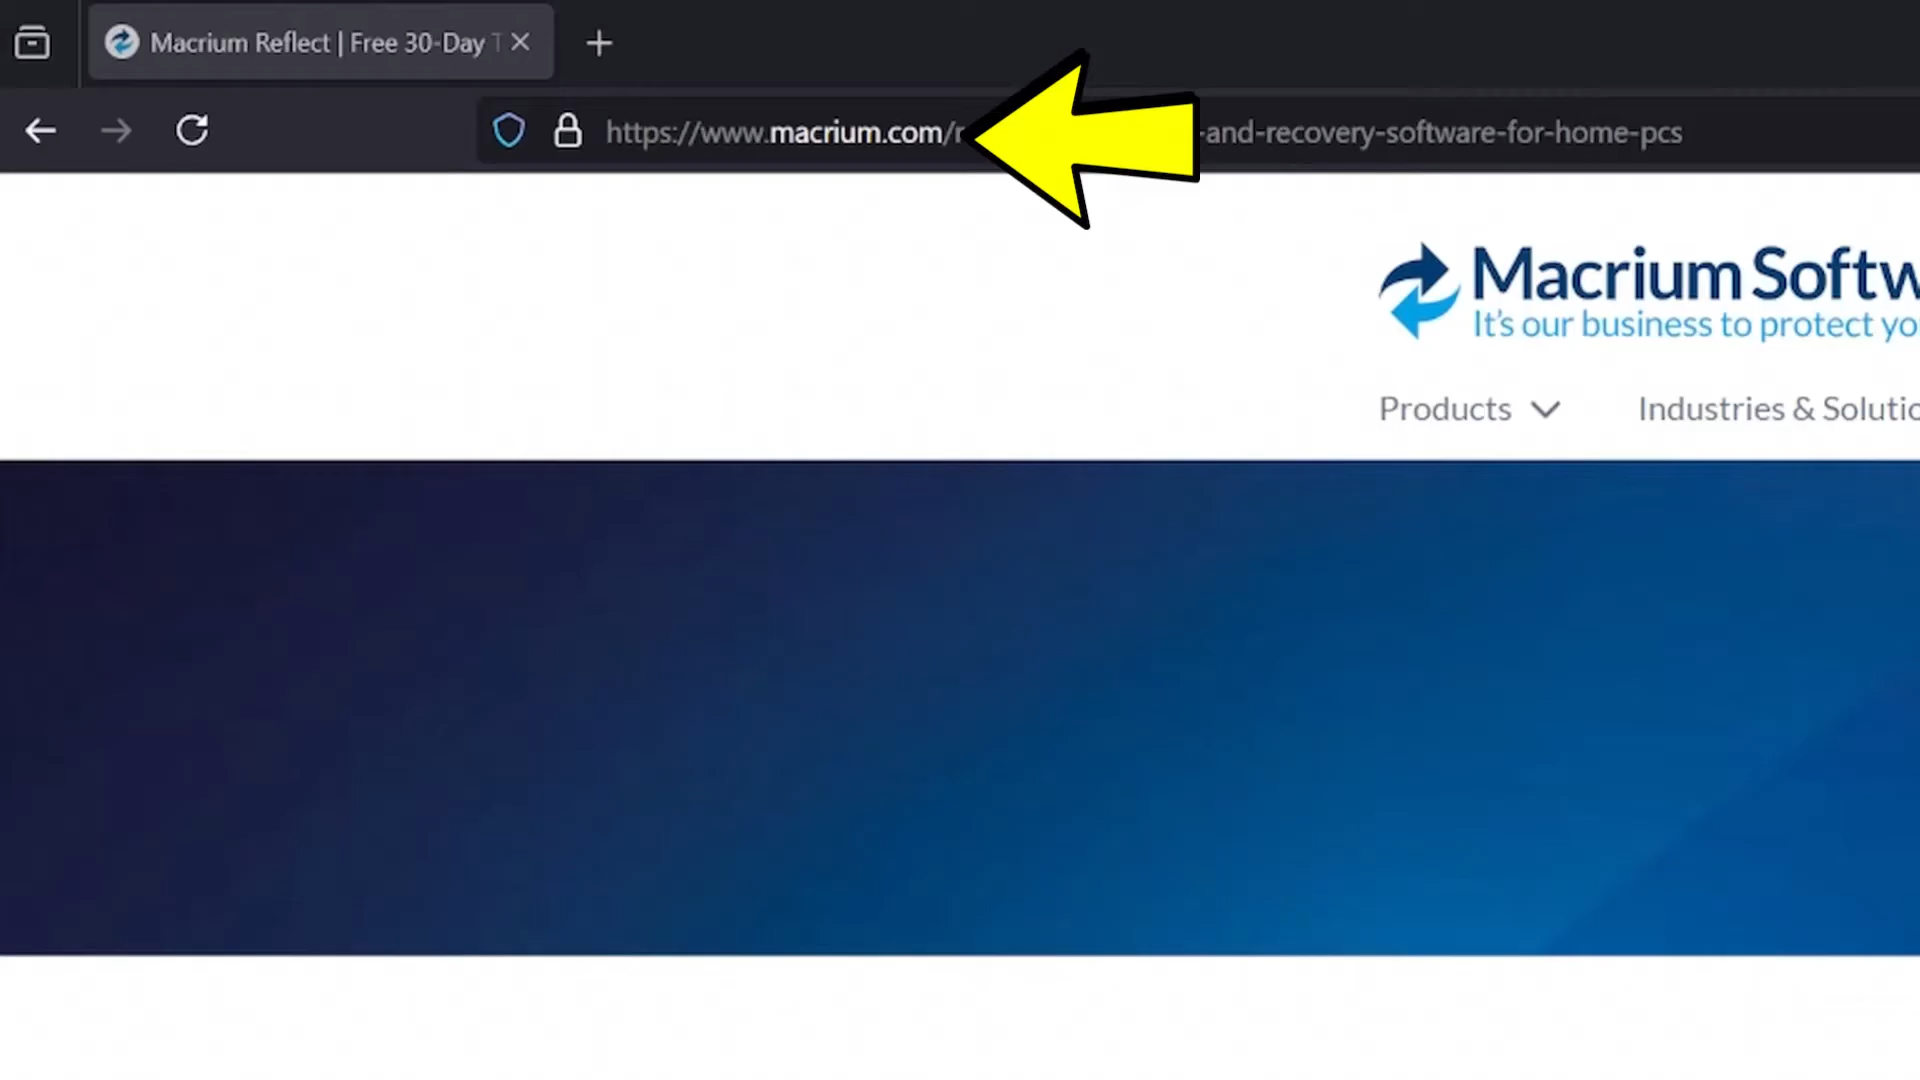 Macrium Reflect | Free 30-Day T
https://www.macrium.com/r -and-recovery-software-for-home-pcs
Macrium Softw
It's our business to protect yo
Products Industries & Solutio